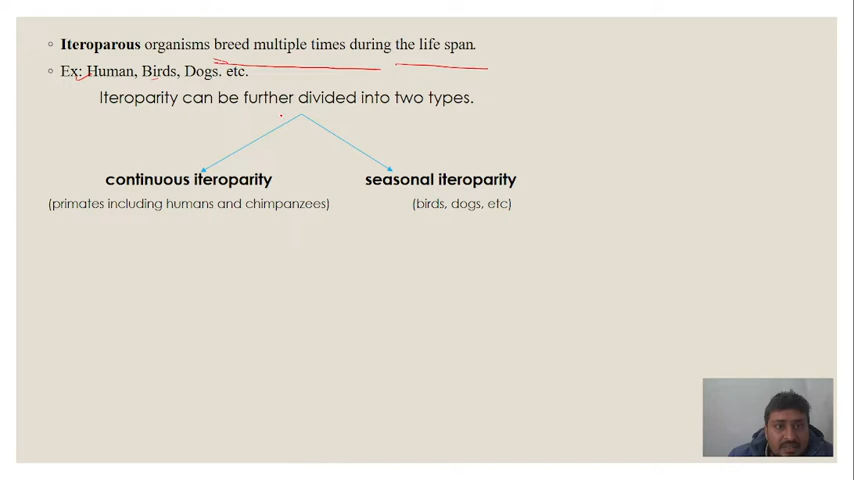 Iteroparous organisms breed multiple times during the life span.
Ex: Human, Birds, Dogs. etc.
Iteroparity can be further divided into two types.
continuous iteroparity
seasonal iteroparity
(primates including humans and chimpanzees)
(birds, dogs, etc)